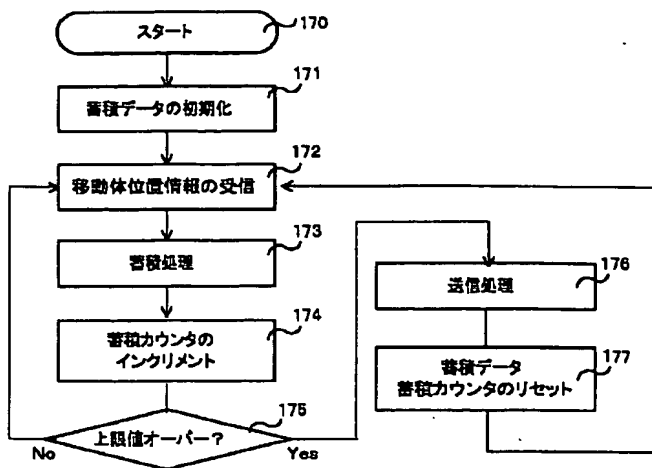 スタート
170
蓄積データの初期化
171
移動体位置情報の受信
172
蓄積処理
173
蓄積カウンタの
インクリメント
174
上限値オーバー？
175
No
Yes
送信処理
176
蓄積データ
蓄積カウンタのリセット
177